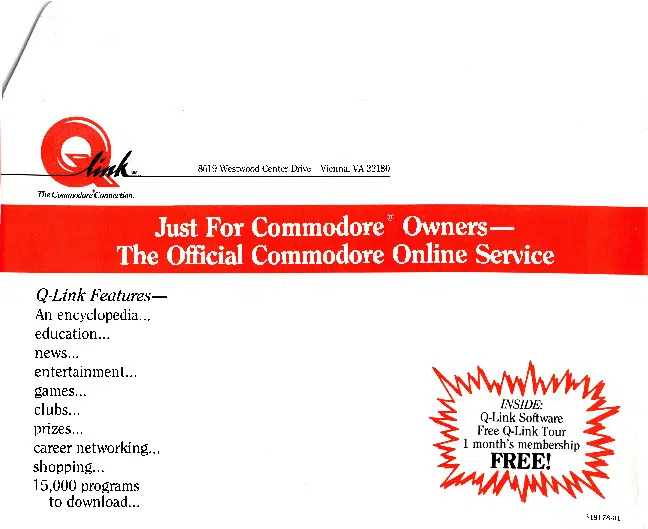 Q-link
The Commodore® Connection.
8619 Westwood Center Drive Vienna, VA 22180
Just For Commodore® Owners—
The Official Commodore Online Service
Q-Link Features—
An encyclopedia...
education...
news...
entertainment...
games...
clubs...
prizes...
career networking...
shopping...
15,000 programs
to download...
INSIDE:
Q-Link Software
Free Q-Link Tour
1 month's membership
FREE!